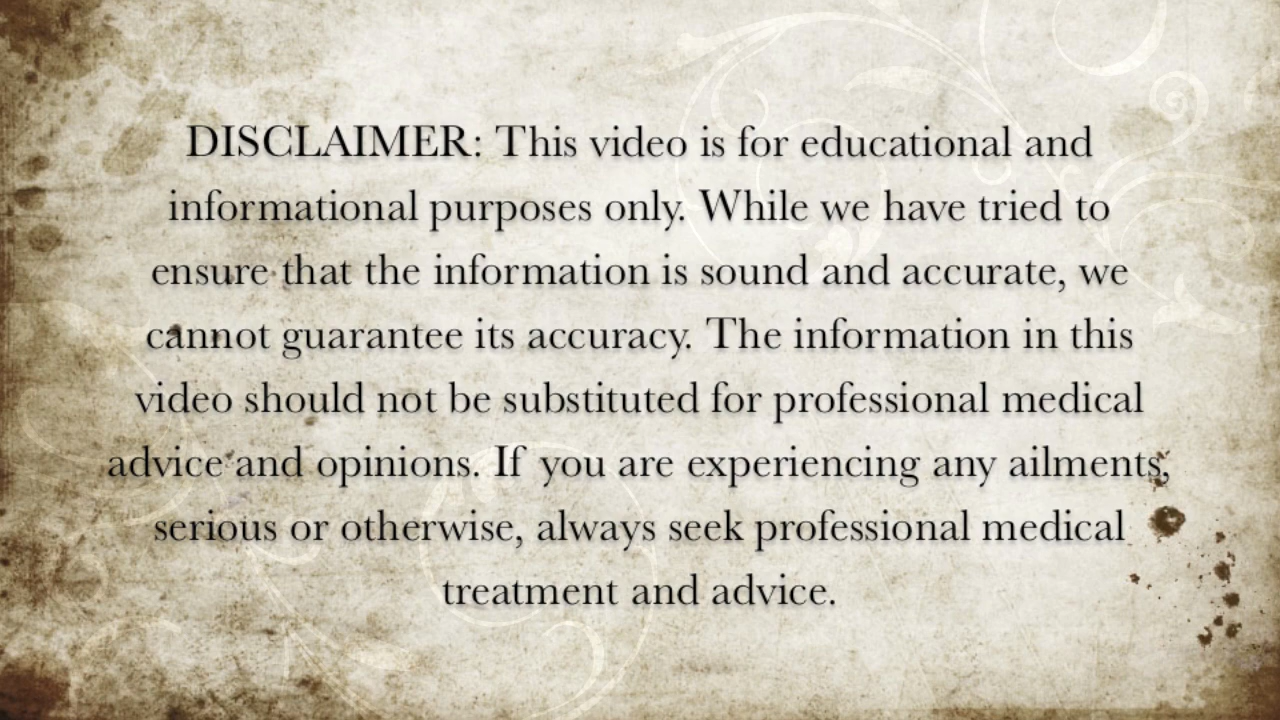 DISCLAIMER: This video is for educational and
informational purposes only. While we have tried to
ensure that the information is sound and accurate, we
cannot guarantee its accuracy. The information in this
video should not be substituted for professional medical
advice and opinions. If you are experiencing any ailments,
serious or otherwise, always seek professional medical
treatment and advice.